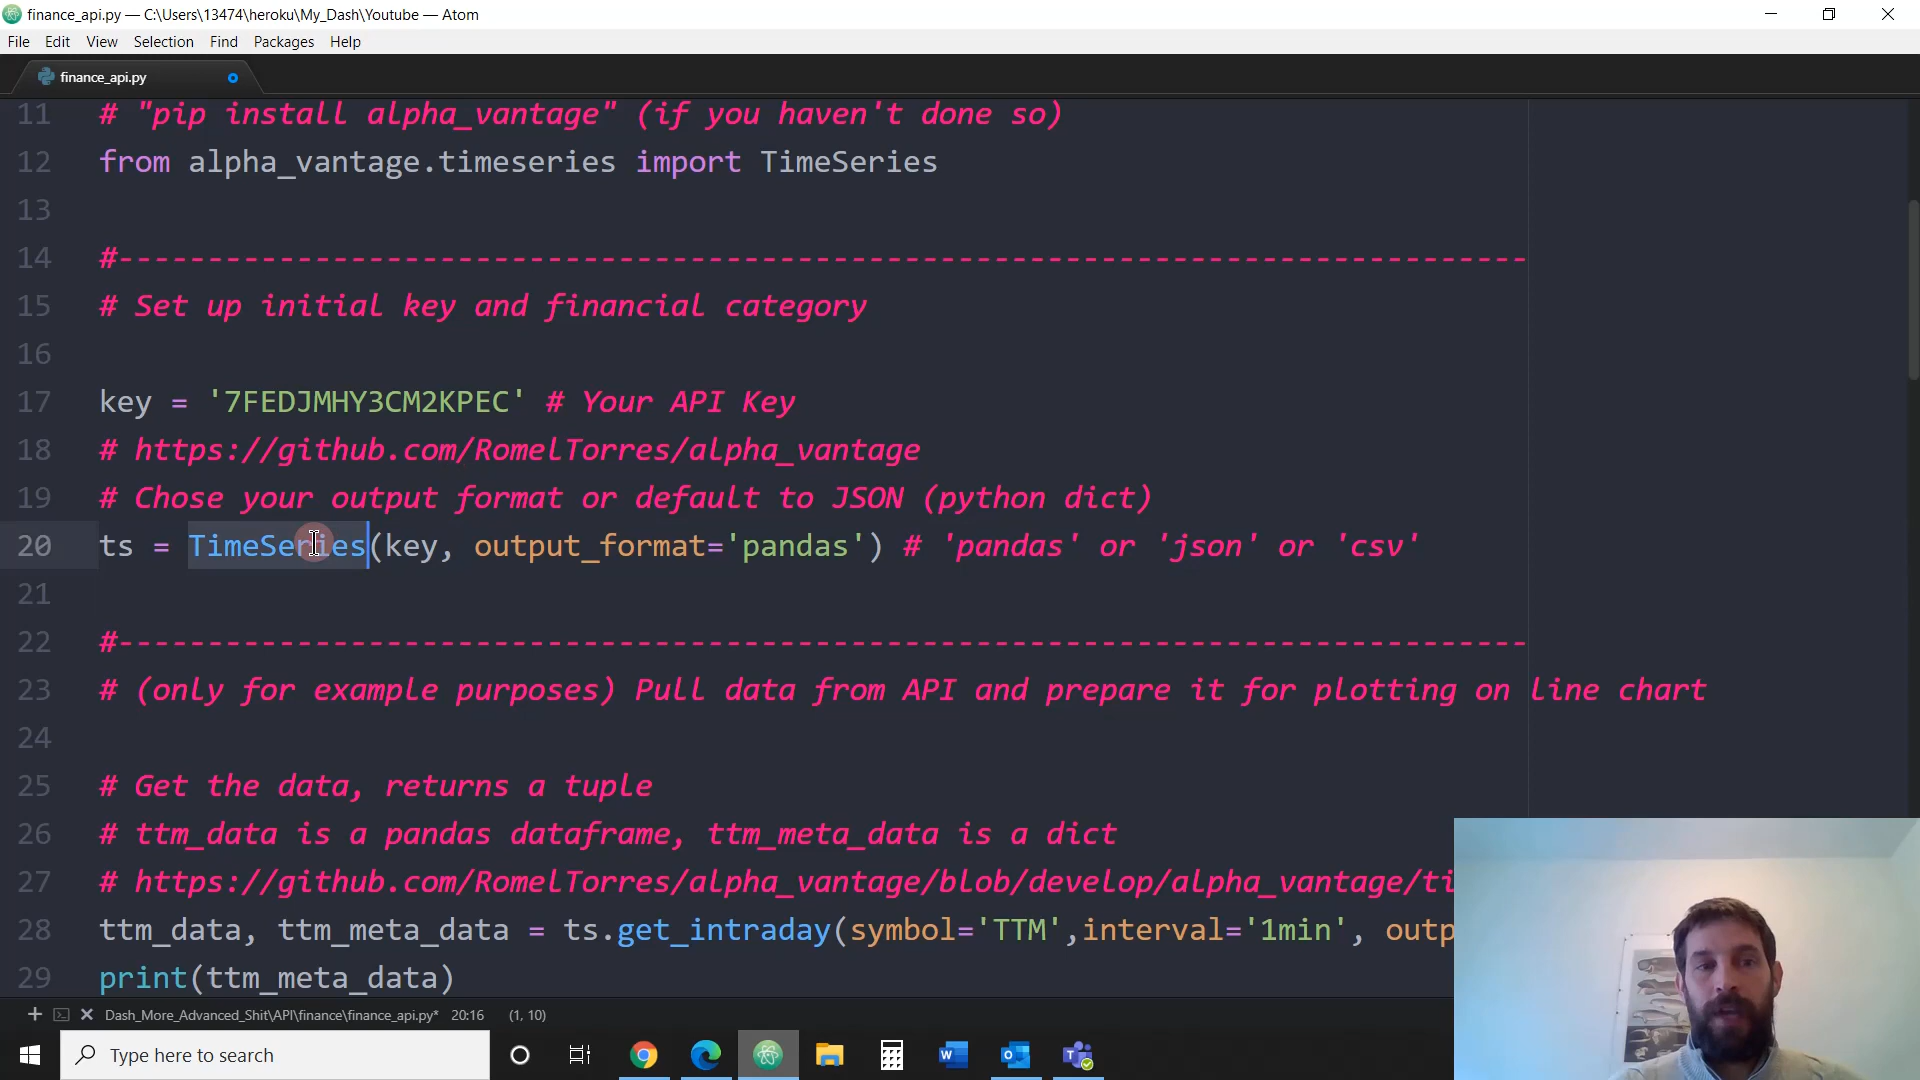 finance_api.py — C:\Users\13474\heroku\My_Dash\Youtube — Atom
File Edit View Selection Find Packages Help
finance_api.py
11 # "pip install alpha_vantage" (if you haven't done so)
12 from alpha_vantage.timeseries import TimeSeries
13
14 #-------------------------------------------------------------------------------
15 # Set up initial key and financial category
16
17 key = '7FEDJMHY3CM2KPEC' # Your API Key
18 # https://github.com/RomelTorres/alpha_vantage
19 # Chose your output format or default to JSON (python dict)
20 ts = TimeSeries(key, output_format='pandas') # 'pandas' or 'json' or 'csv'
21
22 #-------------------------------------------------------------------------------
23 # (only for example purposes) Pull data from API and prepare it for plotting on line chart
24
25 # Get the data, returns a tuple
26 # ttm_data is a pandas dataframe, ttm_meta_data is a dict
27 # https://github.com/RomelTorres/alpha_vantage/blob/develop/alpha_vantage/ti
28 ttm_data, ttm_meta_data = ts.get_intraday(symbol='TTM',interval='1min', outp
29 print(ttm_meta_data)
Dash_More_Advanced_Shit\API\finance\finance_api.py* 20:16 (1, 10)
Type here to search